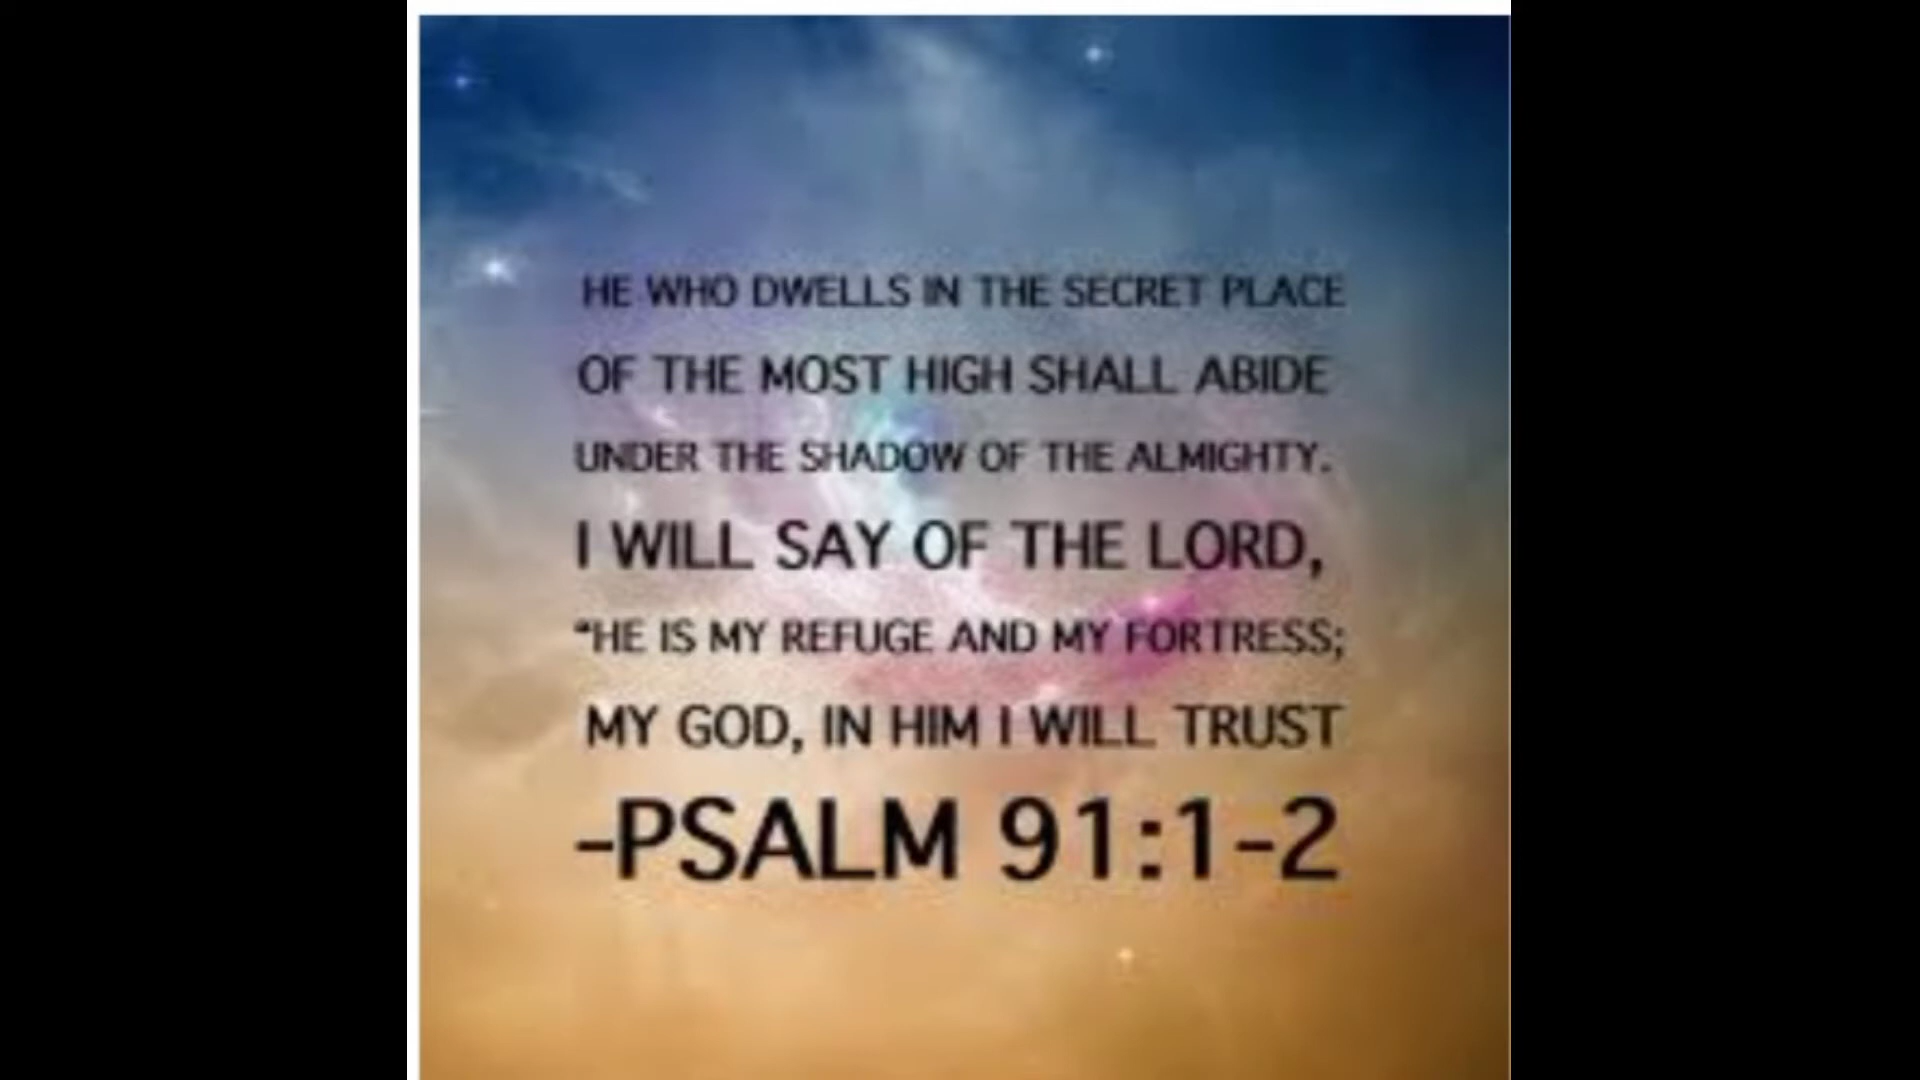 HE WHO DWELLS IN THE SECRET PLACE
OF THE MOST HIGH SHALL ABIDE
UNDER THE SHADOW OF THE ALMIGHTY.
I WILL SAY OF THE LORD,
“HE IS MY REFUGE AND MY FORTRESS;
MY GOD, IN HIM I WILL TRUST
-PSALM 91:1-2